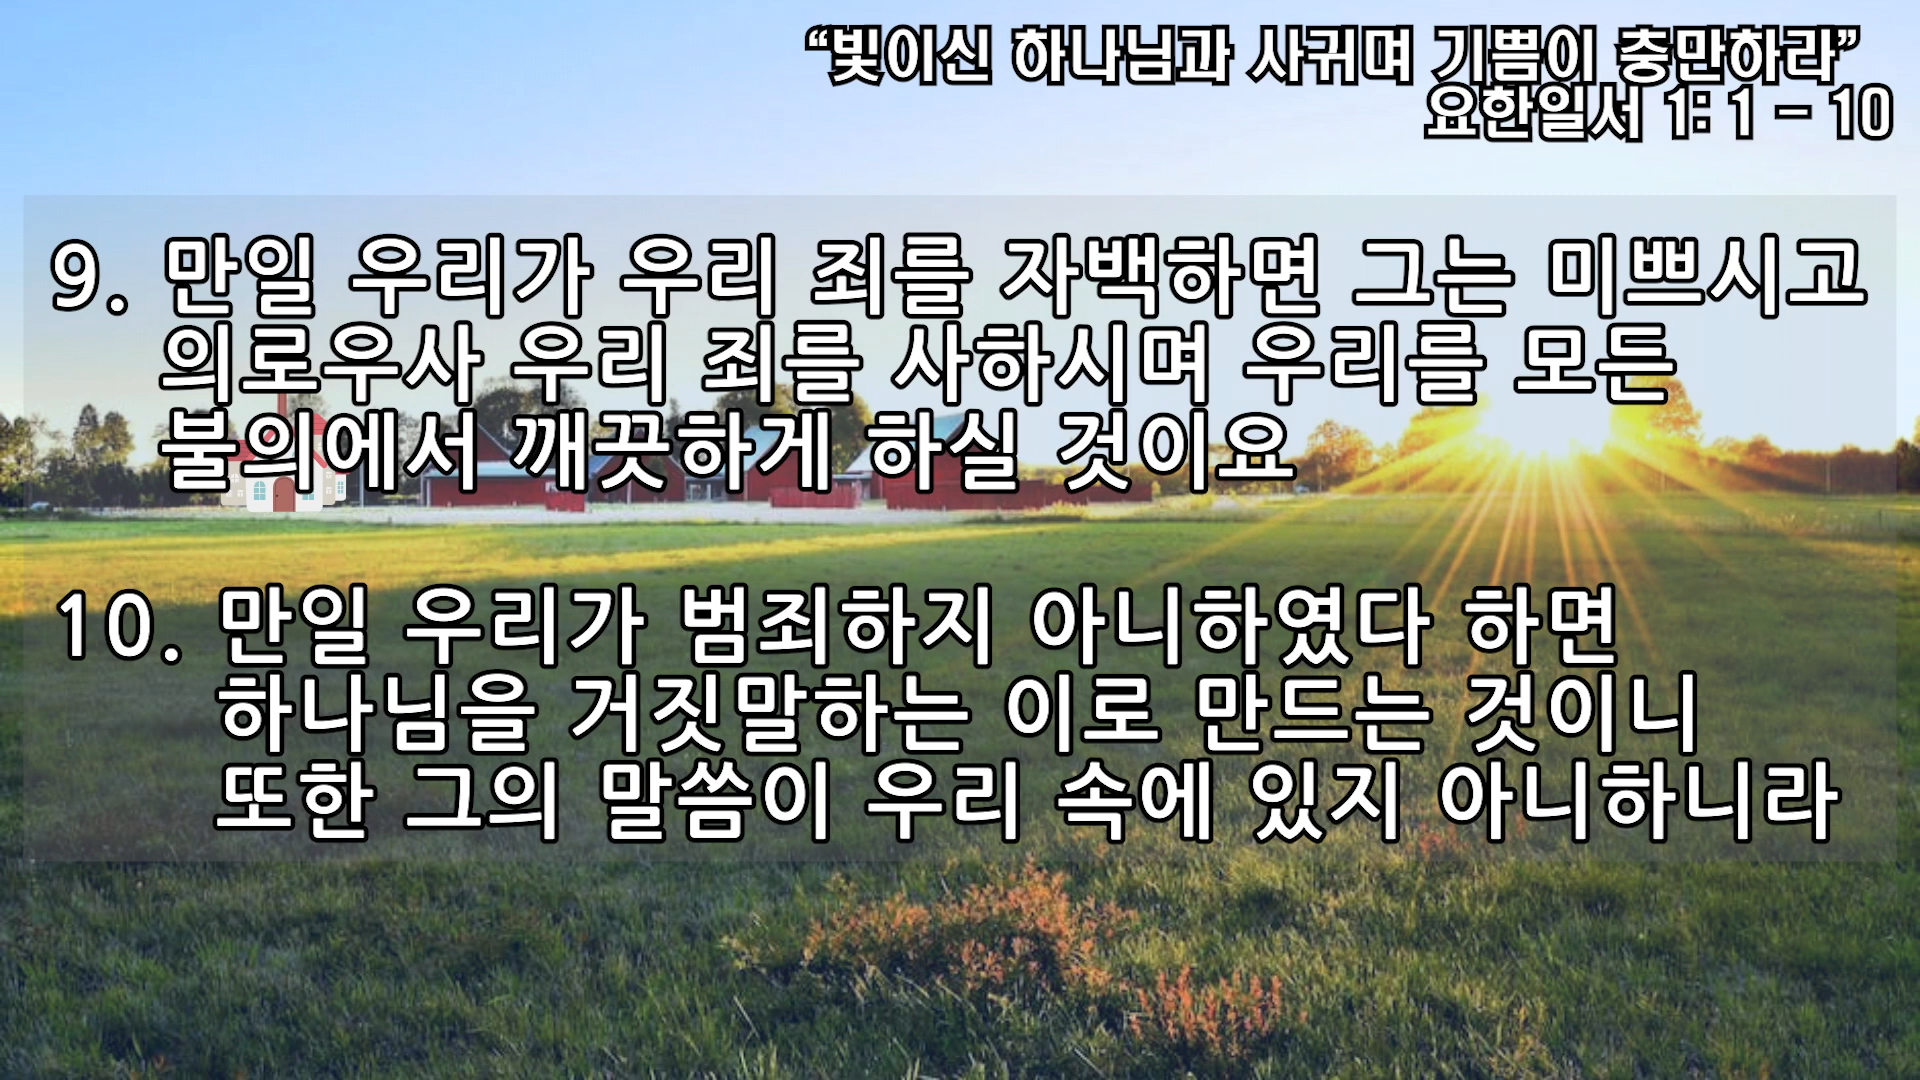 “빛이신 하나님과 사귀며 기쁨이 충만하라”
요한일서 1: 1 - 10
9. 만일 우리가 우리 죄를 자백하면 그는 미쁘시고
의로우사 우리 죄를 사하시며 우리를 모든
불의에서 깨끗하게 하실 것이요
10. 만일 우리가 범죄하지 아니하였다 하면
하나님을 거짓말하는 이로 만드는 것이니
또한 그의 말씀이 우리 속에 있지 아니하니라